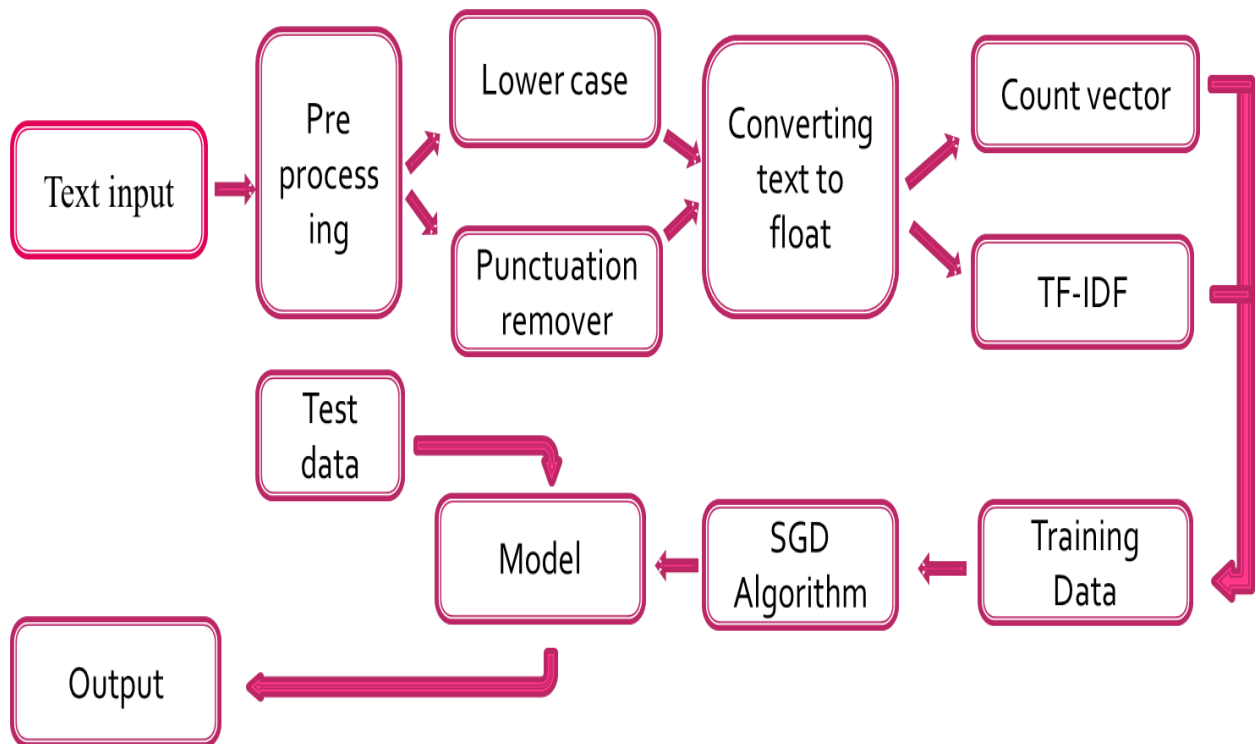 Text input
Pre
process
ing
Lower case
Punctuation
remover
Converting
text to
float
Count vector
TF-IDF
Test
data
Model
SGD
Algorithm
Training
Data
Output